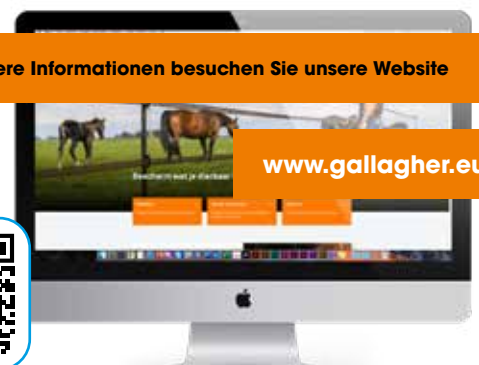 ere Informationen besuchen Sie unsere Website
Bescherm wat je dierbaar
www.gallagher.eu